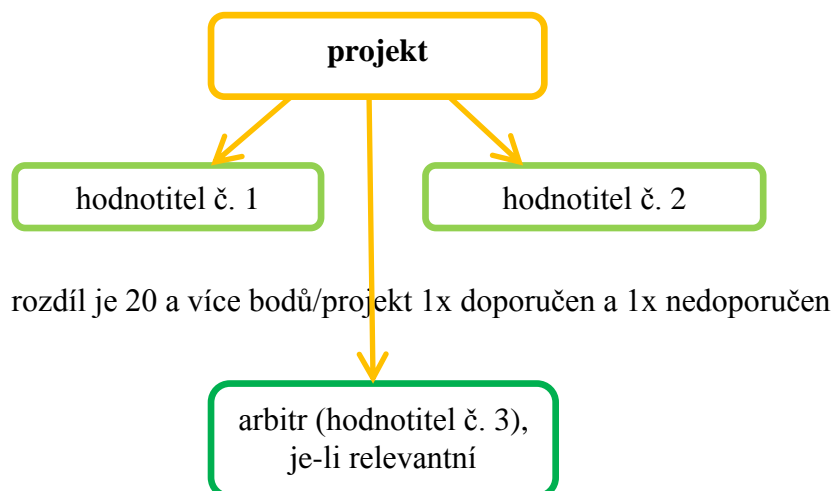 projekt
hodnotitel č. 1
hodnotitel č. 2
rozdíl je 20 a více bodů/projekt 1x doporučen a 1x nedoporučen
arbitr (hodnotitel č. 3),
je-li relevantní